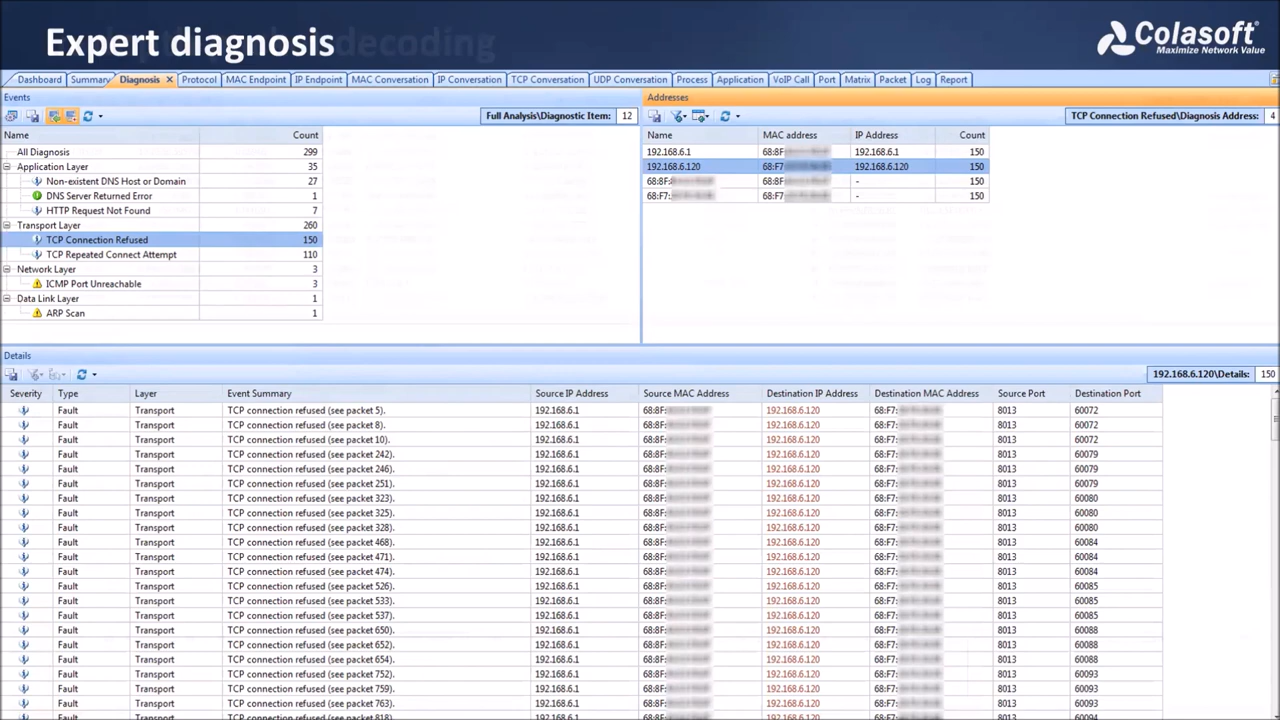 Expert diagnosis
decoding
Colasoft®
Maximize Network Value
Dashboard Summary Diagnosis Protocol MAC Endpoint IP Endpoint MAC Conversation IP Conversation TCP Conversation UDP Conversation Process Application VoIP Call Port Matrix Packet Log Report
Events
Full Analysis\Diagnostic Item: 12
Name Count
All Diagnosis 299
Application Layer 35
Non-existent DNS Host or Domain 27
DNS Server Returned Error 1
HTTP Request Not Found 7
Transport Layer 260
TCP Connection Refused 150
TCP Repeated Connect Attempt 110
Network Layer 3
ICMP Port Unreachable 3
Data Link Layer 1
ARP Scan 1
Addresses
TCP Connection Refused\Diagnosis Address: 4
Name MAC address IP Address Count
192.168.6.1 68:8F 192.168.6.1 150
192.168.6.120 68:F7 192.168.6.120 150
68:8F: 68:8F - 150
68:F7: 68:F7 - 150
Details
192.168.6.120\Details: 150
Severity Type Layer Event Summary Source IP Address Source MAC Address Destination IP Address Destination MAC Address Source Port Destination Port
Fault Transport TCP connection refused (see packet 5). 192.168.6.1 68:8F: 192.168.6.120 68:F7: 8013 60072
Fault Transport TCP connection refused (see packet 8). 192.168.6.1 68:8F: 192.168.6.120 68:F7: 8013 60072
Fault Transport TCP connection refused (see packet 10). 192.168.6.1 68:8F: 192.168.6.120 68:F7: 8013 60072
Fault Transport TCP connection refused (see packet 242). 192.168.6.1 68:8F: 192.168.6.120 68:F7: 8013 60079
Fault Transport TCP connection refused (see packet 246). 192.168.6.1 68:8F: 192.168.6.120 68:F7: 8013 60079
Fault Transport TCP connection refused (see packet 251). 192.168.6.1 68:8F: 192.168.6.120 68:F7: 8013 60079
Fault Transport TCP connection refused (see packet 323). 192.168.6.1 68:8F: 192.168.6.120 68:F7: 8013 60080
Fault Transport TCP connection refused (see packet 325). 192.168.6.1 68:8F: 192.168.6.120 68:F7: 8013 60080
Fault Transport TCP connection refused (see packet 328). 192.168.6.1 68:8F: 192.168.6.120 68:F7: 8013 60080
Fault Transport TCP connection refused (see packet 468). 192.168.6.1 68:8F: 192.168.6.120 68:F7: 8013 60084
Fault Transport TCP connection refused (see packet 471). 192.168.6.1 68:8F: 192.168.6.120 68:F7: 8013 60084
Fault Transport TCP connection refused (see packet 474). 192.168.6.1 68:8F: 192.168.6.120 68:F7: 8013 60084
Fault Transport TCP connection refused (see packet 526). 192.168.6.1 68:8F: 192.168.6.120 68:F7: 8013 60085
Fault Transport TCP connection refused (see packet 533). 192.168.6.1 68:8F: 192.168.6.120 68:F7: 8013 60085
Fault Transport TCP connection refused (see packet 537). 192.168.6.1 68:8F: 192.168.6.120 68:F7: 8013 60085
Fault Transport TCP connection refused (see packet 650). 192.168.6.1 68:8F: 192.168.6.120 68:F7: 8013 60088
Fault Transport TCP connection refused (see packet 652). 192.168.6.1 68:8F: 192.168.6.120 68:F7: 8013 60088
Fault Transport TCP connection refused (see packet 654). 192.168.6.1 68:8F: 192.168.6.120 68:F7: 8013 60088
Fault Transport TCP connection refused (see packet 752). 192.168.6.1 68:8F: 192.168.6.120 68:F7: 8013 60093
Fault Transport TCP connection refused (see packet 759). 192.168.6.1 68:8F: 192.168.6.120 68:F7: 8013 60093
Fault Transport TCP connection refused (see packet 763). 192.168.6.1 68:8F: 192.168.6.120 68:F7: 8013 60093
Fault Transport TCP connection refused (see packet 818). 192.168.6.1 68:8F: 192.168.6.120 68:F7: 8013 60094